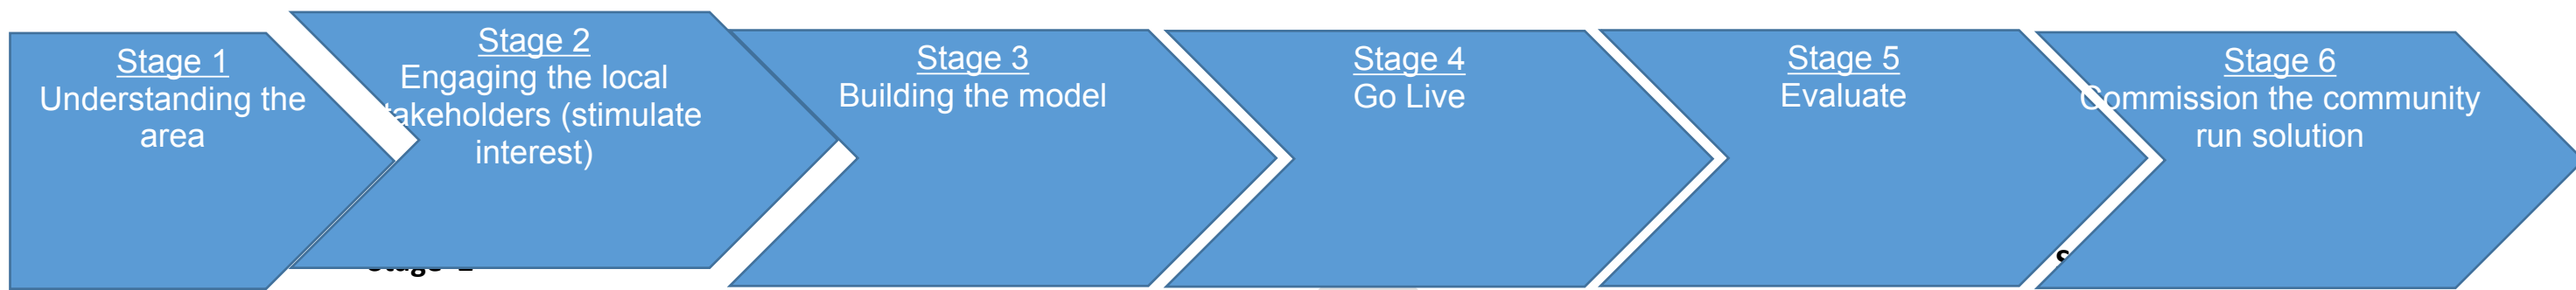 Stage 1
Understanding the
area
Stage 2
Engaging the local
takeholders (stimulate
interest)
Stage 3
Building the model
Stage 4
Go Live
Stage 5
Evaluate
Stage 6
Commission the community
run solution